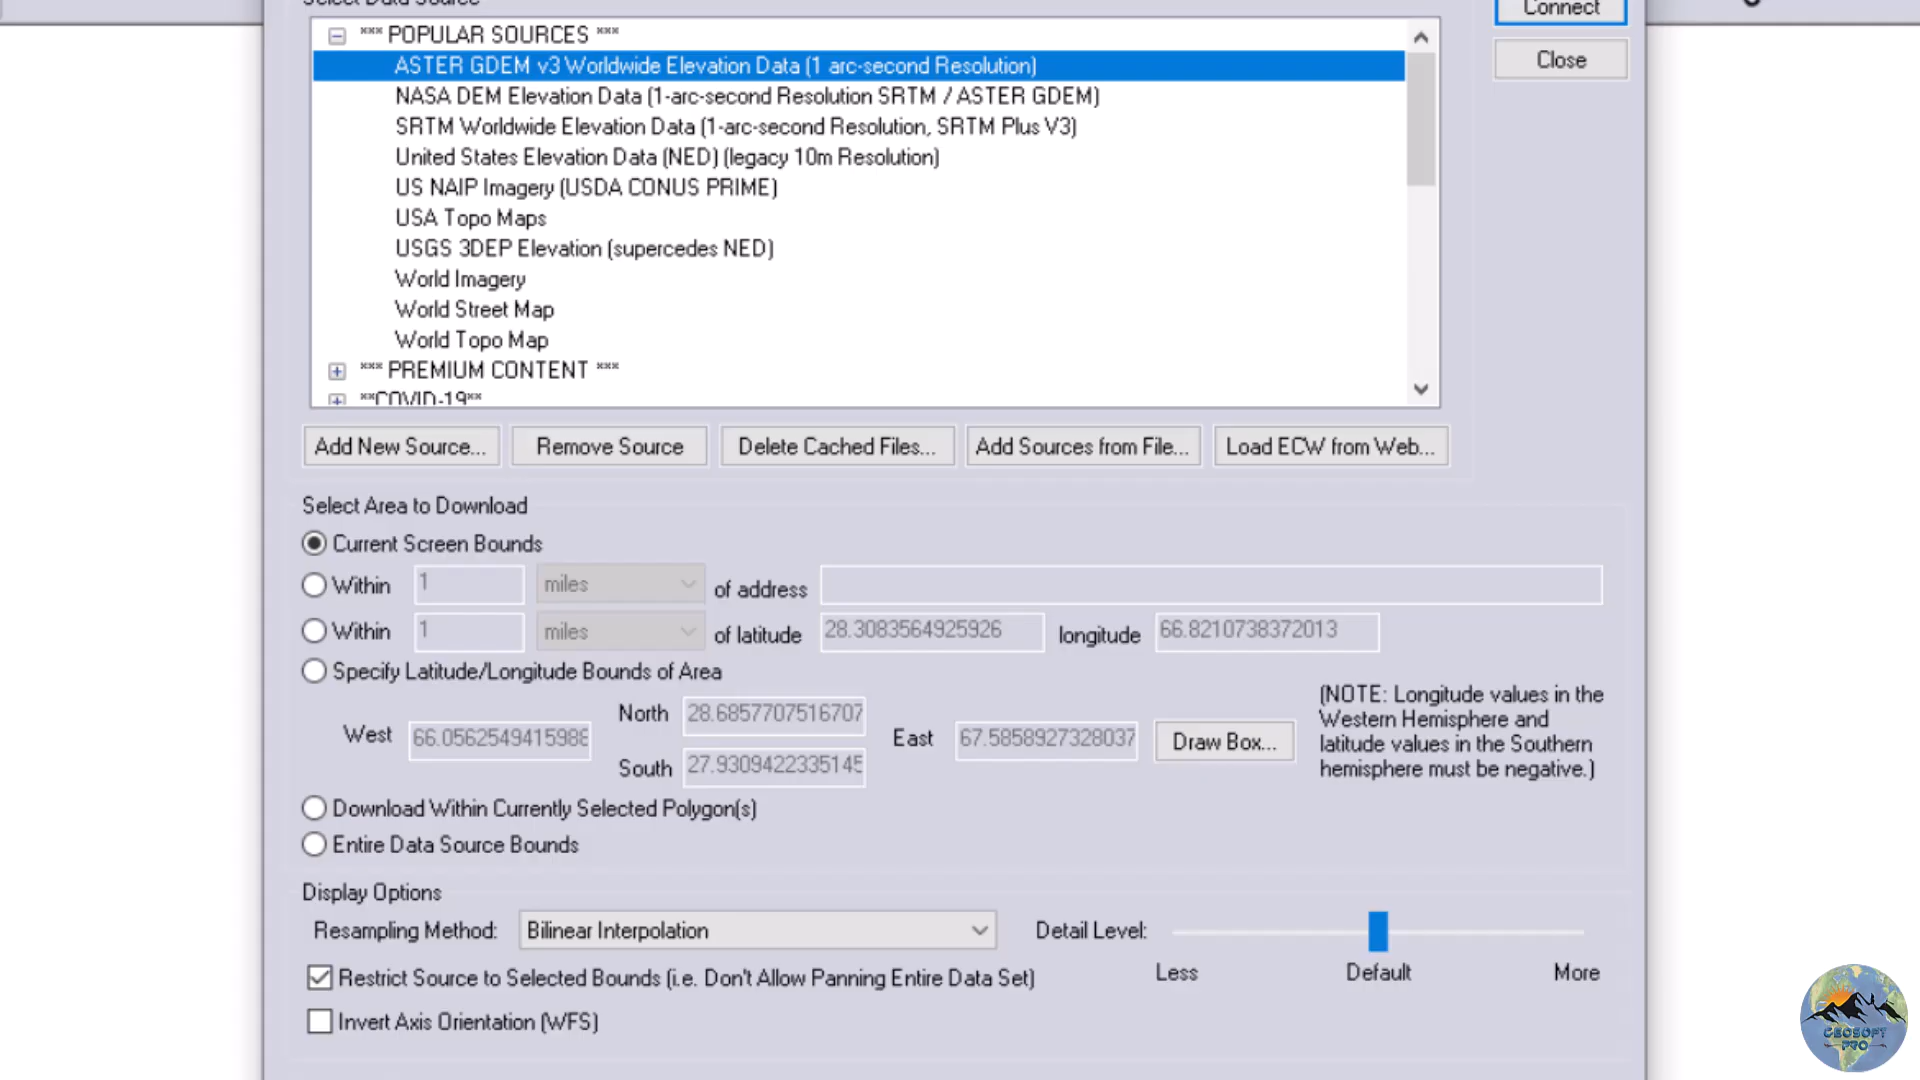 Select Data Source
Connect
*** POPULAR SOURCES ***
Close
ASTER GDEM v3 Worldwide Elevation Data (1 arc-second Resolution)
NASA DEM Elevation Data (1-arc-second Resolution SRTM / ASTER GDEM)
SRTM Worldwide Elevation Data (1-arc-second Resolution, SRTM Plus V3)
United States Elevation Data (NED) (legacy 10m Resolution)
US NAIP Imagery (USDA CONUS PRIME)
USA Topo Maps
USGS 3DEP Elevation (supercedes NED)
World Imagery
World Street Map
World Topo Map
*** PREMIUM CONTENT ***
**COVID-19**
Add New Source... Remove Source Delete Cached Files... Add Sources from File... Load ECW from Web...
Select Area to Download
Current Screen Bounds
Within 1 miles of address
Within 1 miles of latitude 28.3083564925926 longitude 66.8210738372013
Specify Latitude/Longitude Bounds of Area
North 28.6857707516707
West 66.0562549415988 East 67.5858927328037 Draw Box...
South 27.9309422335145
(NOTE: Longitude values in the
Western Hemisphere and
latitude values in the Southern
hemisphere must be negative.)
Download Within Currently Selected Polygon(s)
Entire Data Source Bounds
Display Options
Resampling Method: Bilinear Interpolation Detail Level:
Less Default More
Restrict Source to Selected Bounds (i.e. Don't Allow Panning Entire Data Set)
Invert Axis Orientation (WFS)
GEOSOFT
PRO